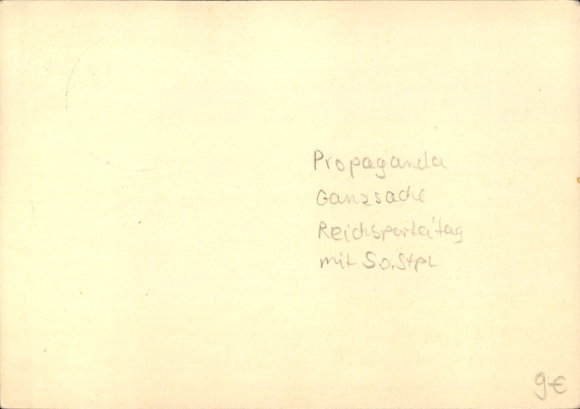 Propaganda
Ganzsache
Reichsparteitag
mit So.Stpl
9€